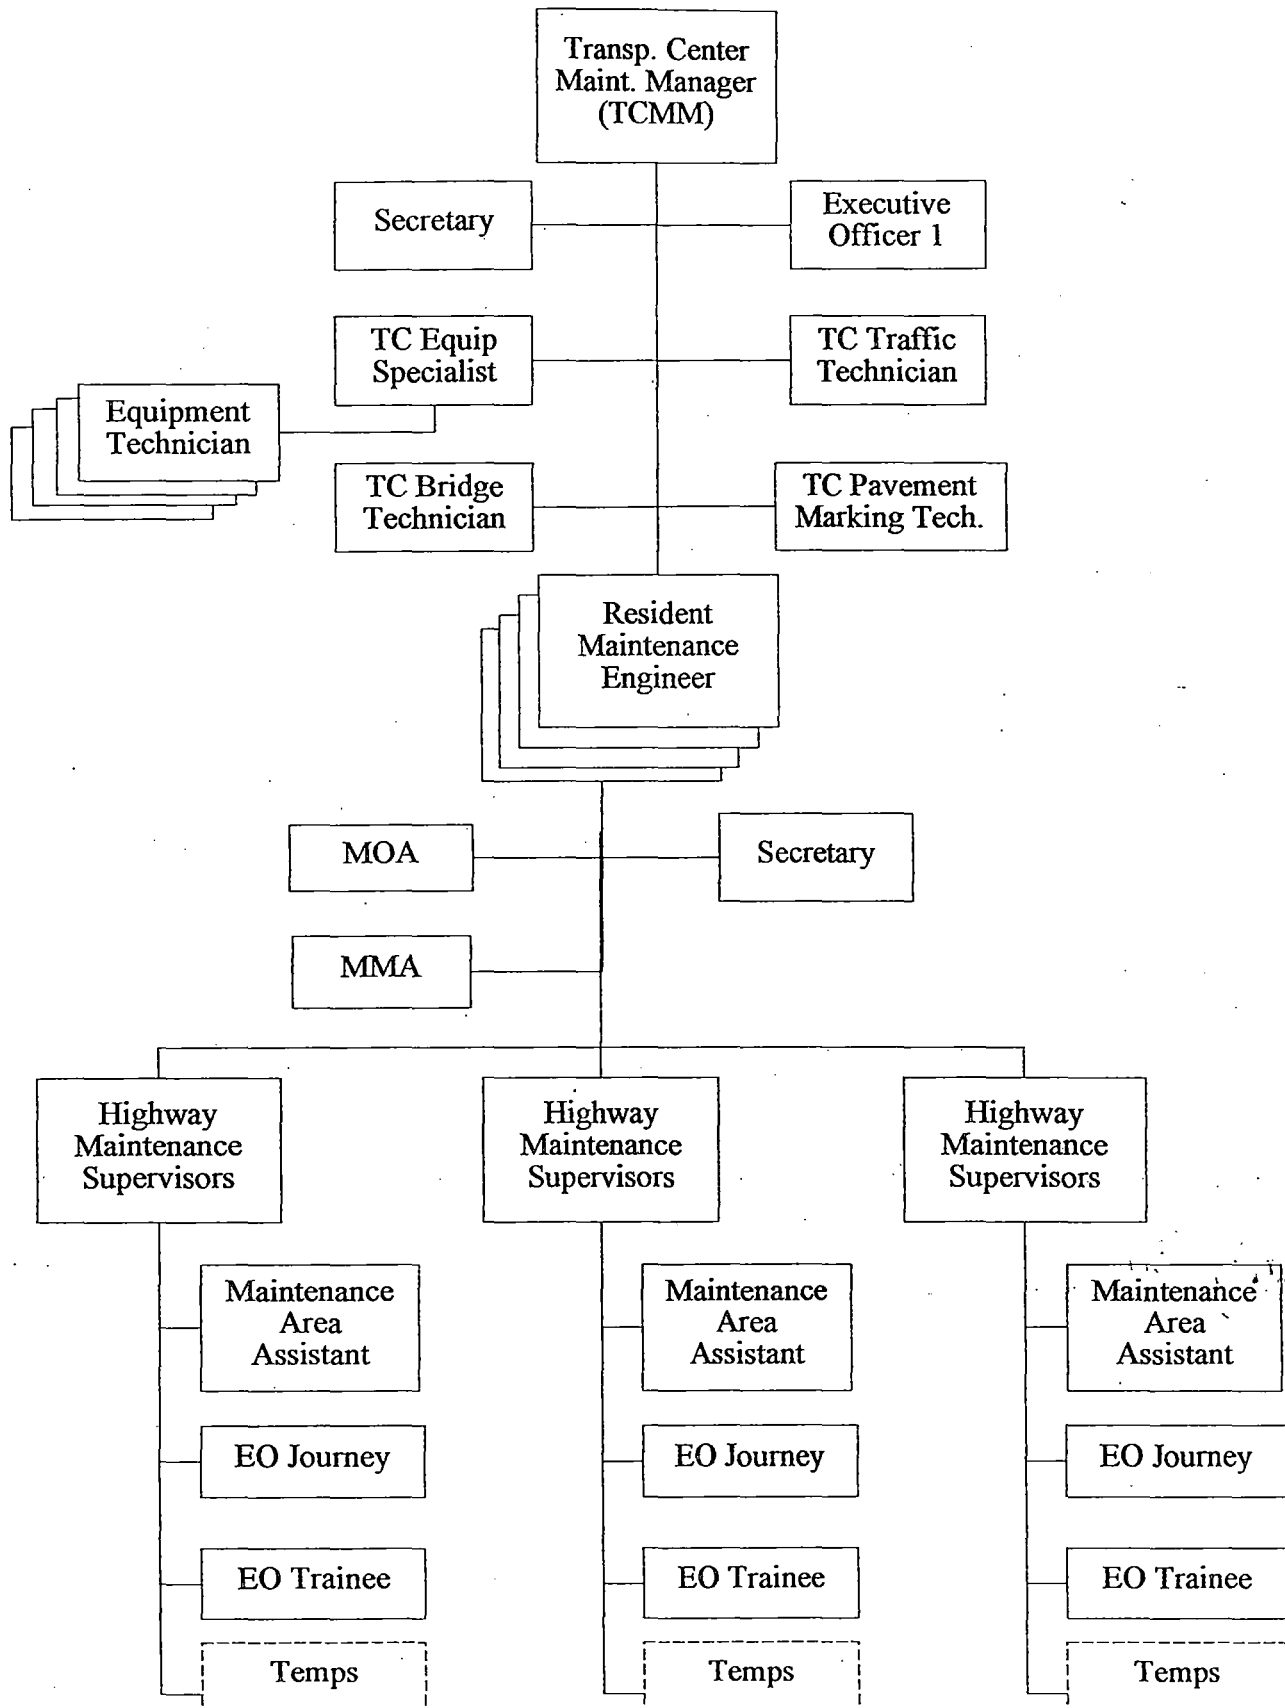 Transp. Center
Maint. Manager
(TCMM)
Secretary
Executive
Officer 1
TC Equip
Specialist
TC Traffic
Technician
Equipment
Technician
TC Bridge
Technician
TC Pavement
Marking Tech.
Resident
Maintenance
Engineer
MOA
Secretary
MMA
Highway
Maintenance
Supervisors
Highway
Maintenance
Supervisors
Highway
Maintenance
Supervisors
Maintenance
Area
Assistant
Maintenance
Area
Assistant
Maintenance
Area
Assistant
EO Journey
EO Journey
EO Journey
EO Trainee
EO Trainee
EO Trainee
Temps
Temps
Temps